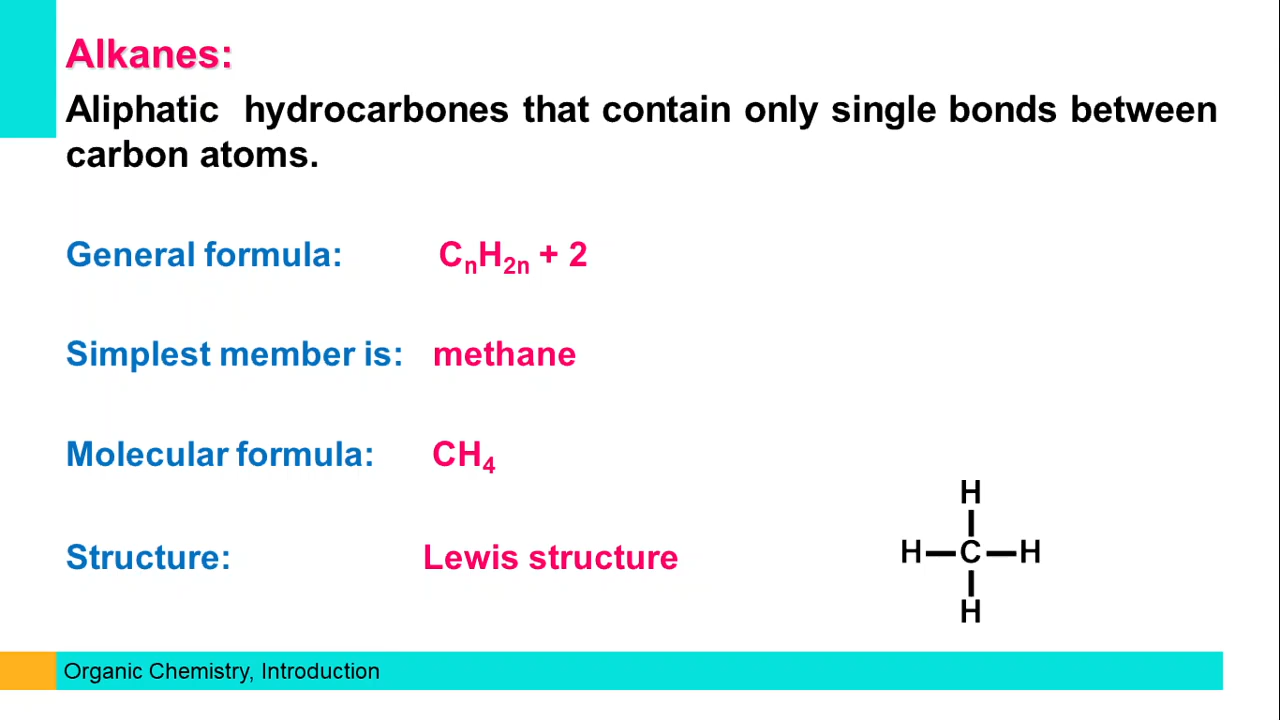 Alkanes:
Aliphatic hydrocarbones that contain only single bonds between
carbon atoms.
General formula: CₙH₂ₙ + 2
Simplest member is: methane
Molecular formula: CH₄
H
Structure: Lewis structure H—C—H
H
Organic Chemistry, Introduction